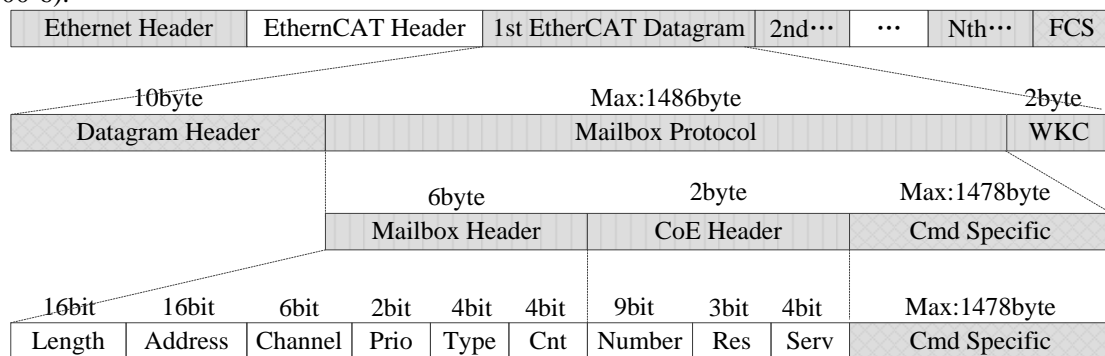 Ethernet Header EthernCAT Header 1st EtherCAT Datagram 2nd⋯ ⋯ Nth⋯ FCS
10byte Max:1486byte 2byte
Datagram Header Mailbox Protocol WKC
6byte 2byte Max:1478byte
Mailbox Header CoE Header Cmd Specific
16bit 16bit 6bit 2bit 4bit 4bit 9bit 3bit 4bit Max:1478byte
Length Address Channel Prio Type Cnt Number Res Serv Cmd Specific